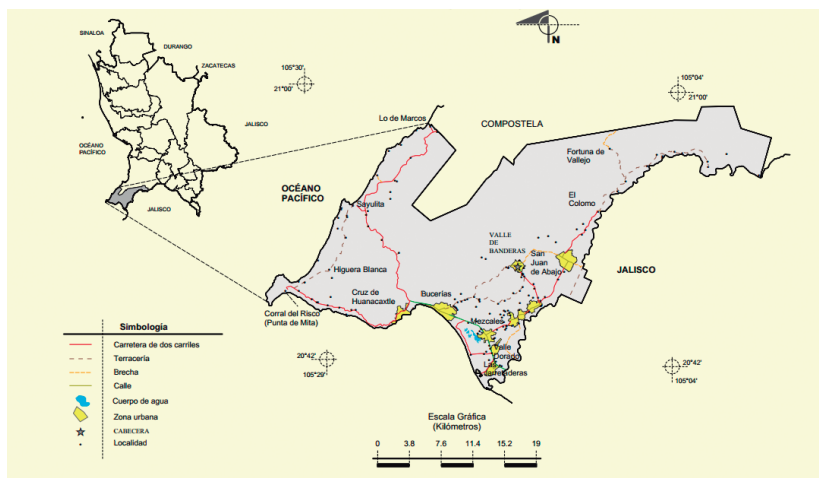 SINALOA
DURANGO
ZACATECAS
JALISCO
OCÉANO
PACÍFICO
JALISCO
N
105°30'
21°00'
105°04'
21°00'
Lo de Marcos
COMPOSTELA
Fortuna de
Vallejo
OCÉANO
PACÍFICO
Sayulita
El
Colomo
VALLE
DE
BANDERAS
San
Juan
de Abajo
JALISCO
Higuera Blanca
Cruz de
Huanacaxtle
Bucerías
Corral del Risco
(Punta de Mita)
Mezcales
Valle
Dorado
Las
Jarretaderas
20°42'
105°29'
20°42'
105°04'
Simbología
Carretera de dos carriles
Terracería
Brecha
Calle
Cuerpo de agua
Zona urbana
CABECERA
Localidad
Escala Gráfica
(Kilómetros)
0 3.8 7.6 11.4 15.2 19